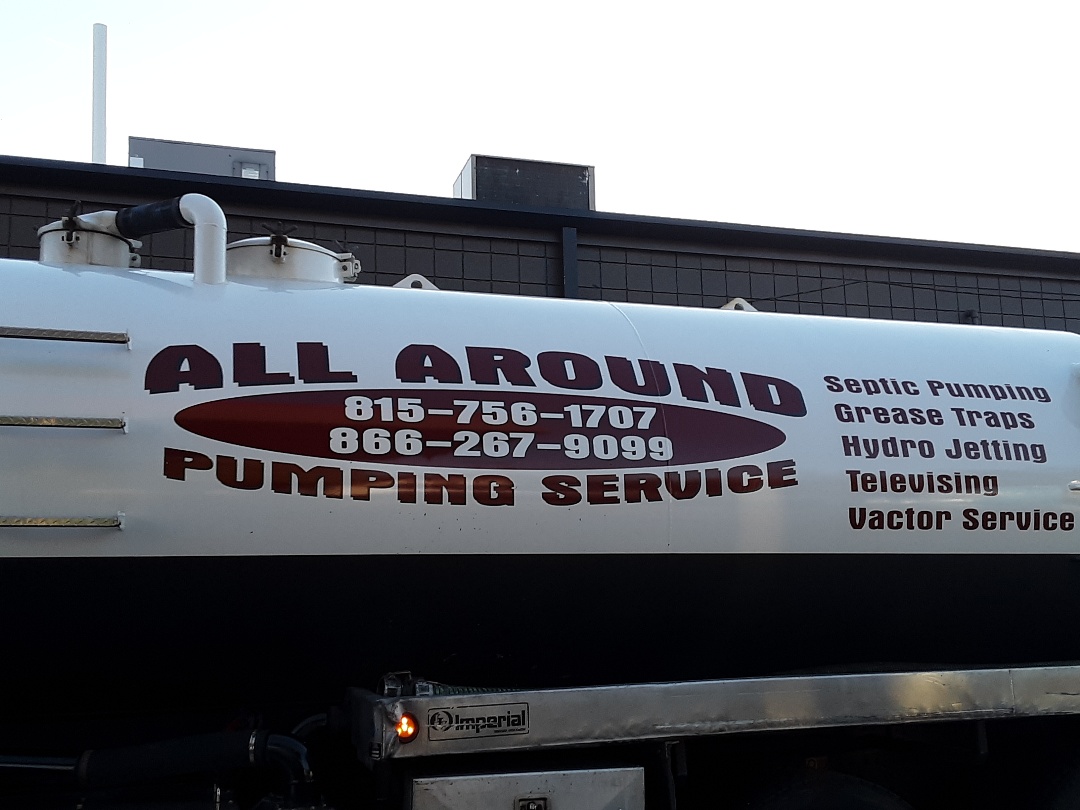 ALL AROUND
815-756-1707
866-267-9099
PUMPING SERVICE
Septic Pumping
Grease Traps
Hydro Jetting
Televising
Vactor Service
Imperial